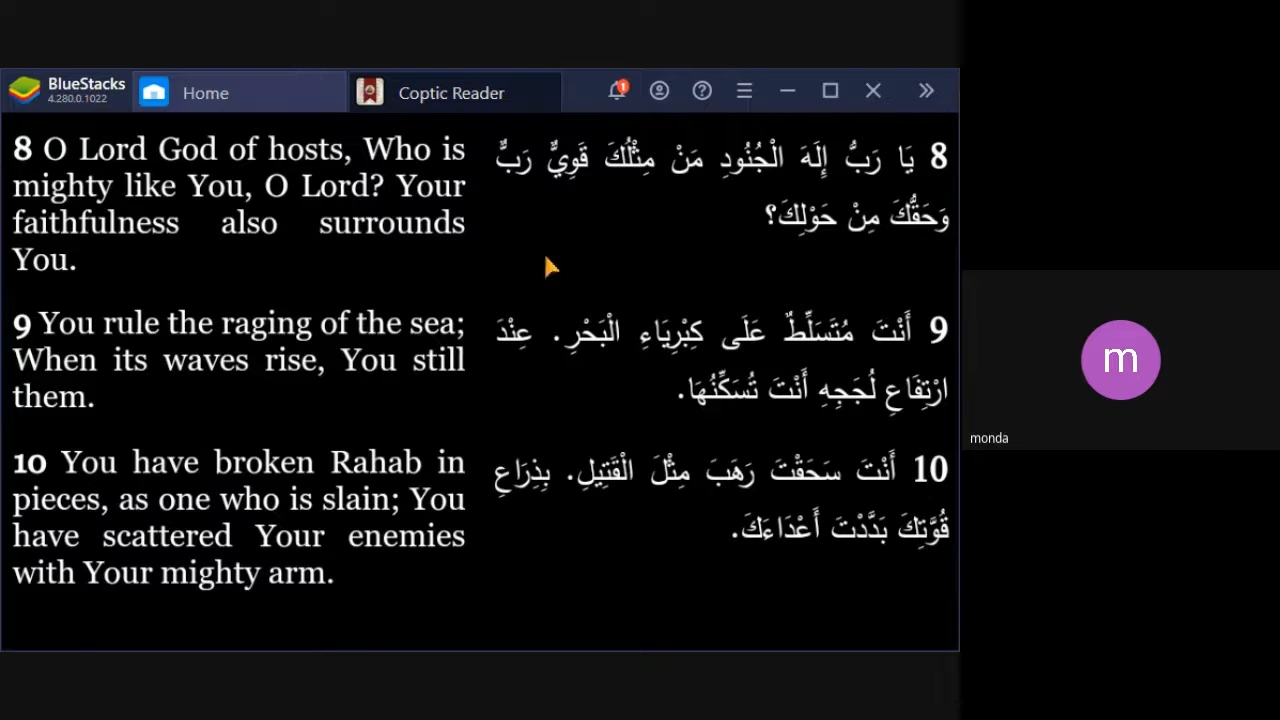 BlueStacks
4.280.0.1022
Home
Coptic Reader
1
8 O Lord God of hosts, Who is
mighty like You, O Lord? Your
faithfulness also surrounds
You.
8 يَا رَبُّ إِلَهَ الْجُنُودِ مَنْ مِثْلُكَ قَوِيٌّ رَبٌّ
وَحَقُّكَ مِنْ حَوْلِكَ؟
9 You rule the raging of the sea;
When its waves rise, You still
them.
9 أَنْتَ مُتَسَلِّطٌ عَلَى كِبْرِيَاءِ الْبَحْرِ. عِنْدَ
ارْتِفَاعِ لُجَجِهِ أَنْتَ تُسَكِّنُهَا.
10 You have broken Rahab in
pieces, as one who is slain; You
have scattered Your enemies
with Your mighty arm.
10 أَنْتَ سَحَقْتَ رَهَبَ مِثْلَ الْقَتِيلِ. بِذِرَاعِ
قُوَّتِكَ بَدَّدْتَ أَعْدَاءَكَ.
m
monda